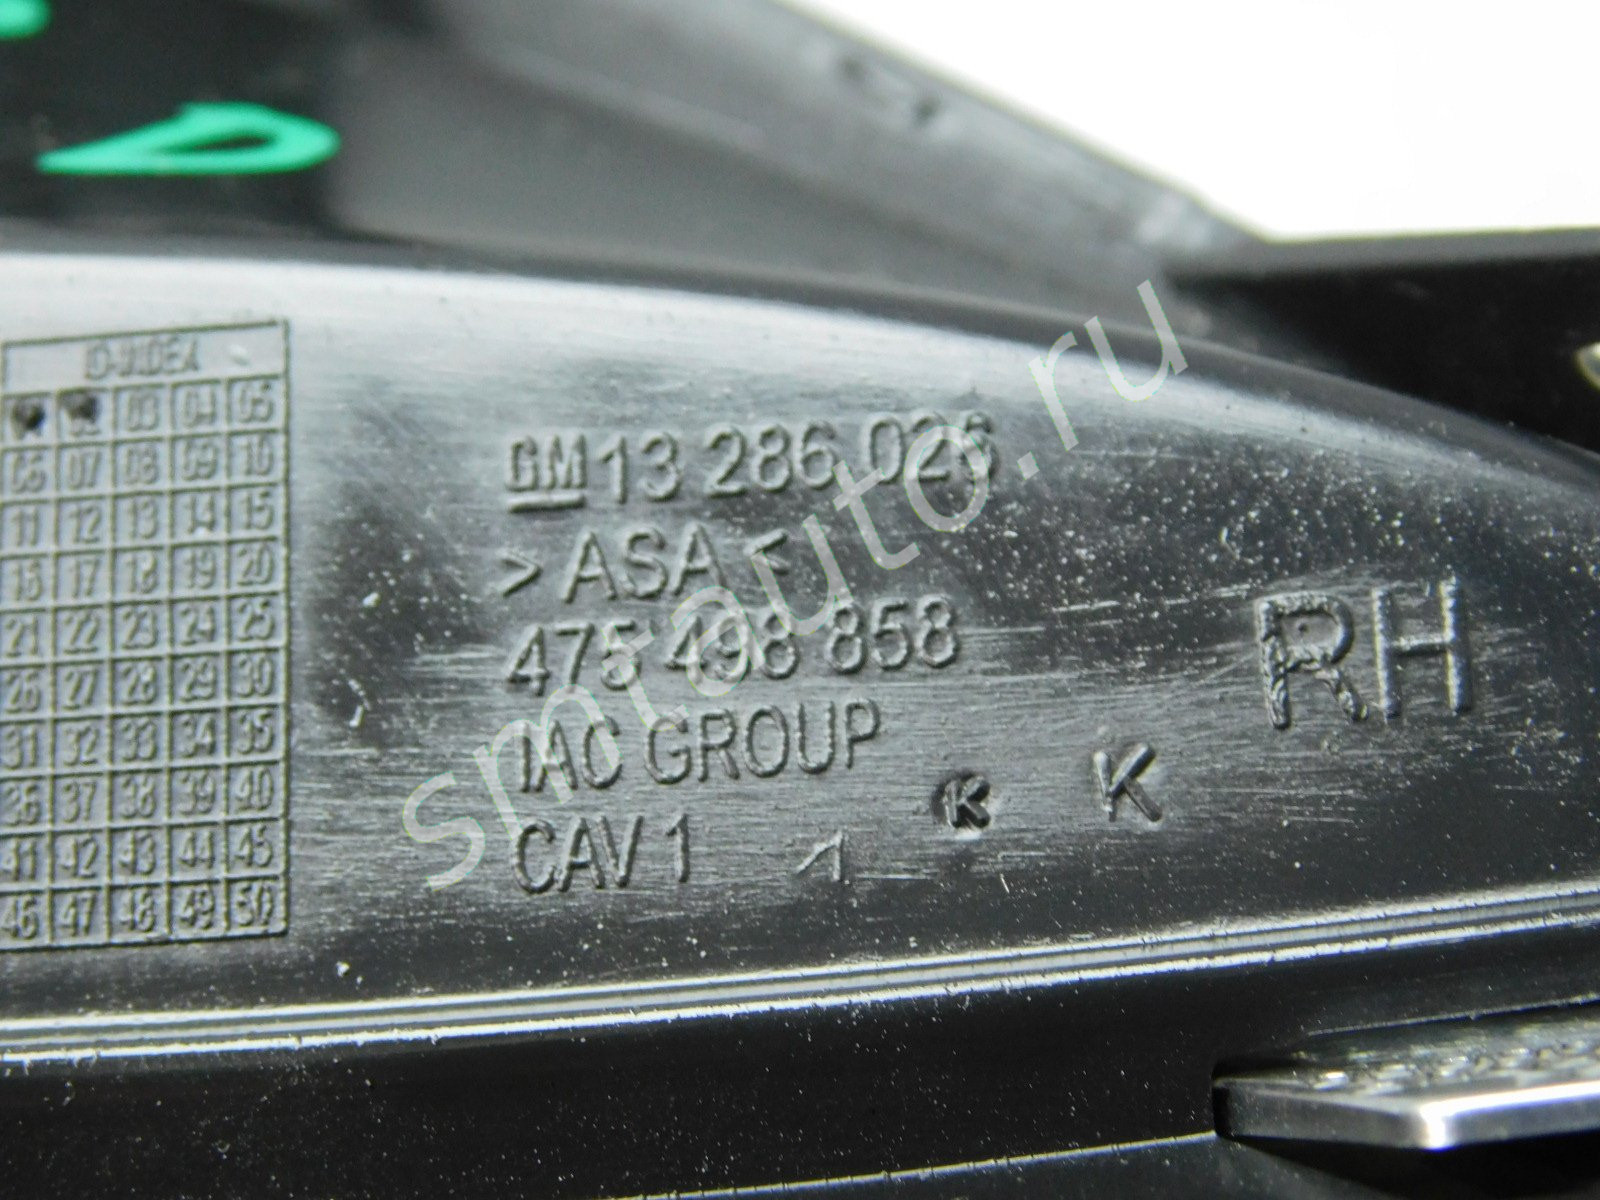 ID-INDEX
03 04 05
06 07 08 09 10
11 12 13 14 15
16 17 18 19 20
21 22 23 24 25
26 27 28 29 30
31 32 33 34 35
36 37 38 39 40
41 42 43 44 45
46 47 48 49 50
GM 13 286 026
> ASA <
475 498 858
IAC GROUP
CAV 1 1 K K
RH
smtauto.ru